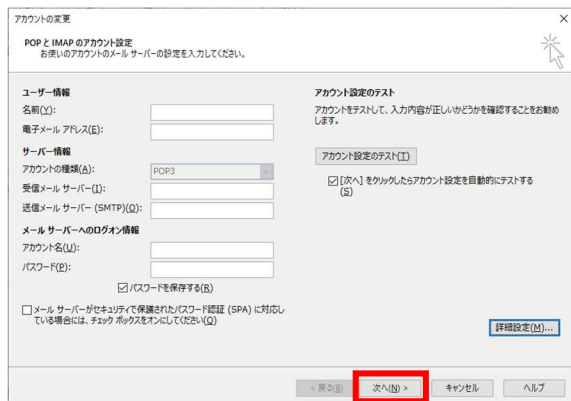 アカウントの変更
POP と IMAP のアカウント設定
お使いのアカウントのメール サーバーの設定を入力してください。
ユーザー情報
名前(Y):
電子メール アドレス(E):
サーバー情報
アカウントの種類(A):
POP3
受信メール サーバー(I):
送信メール サーバー (SMTP)(O):
メール サーバーへのログオン情報
アカウント名(U):
パスワード(P):
パスワードを保存する(R)
メール サーバーがセキュリティで保護されたパスワード認証 (SPA) に対応し
ている場合には、チェック ボックスをオンにしてください(Q)
アカウント設定のテスト
アカウントをテストして、入力内容が正しいかどうかを確認することをお勧め
します。
アカウント設定のテスト(T)
[次へ] をクリックしたらアカウント設定を自動的にテストする
(S)
詳細設定(M)...
< 戻る(B)
次へ(N) >
キャンセル
ヘルプ